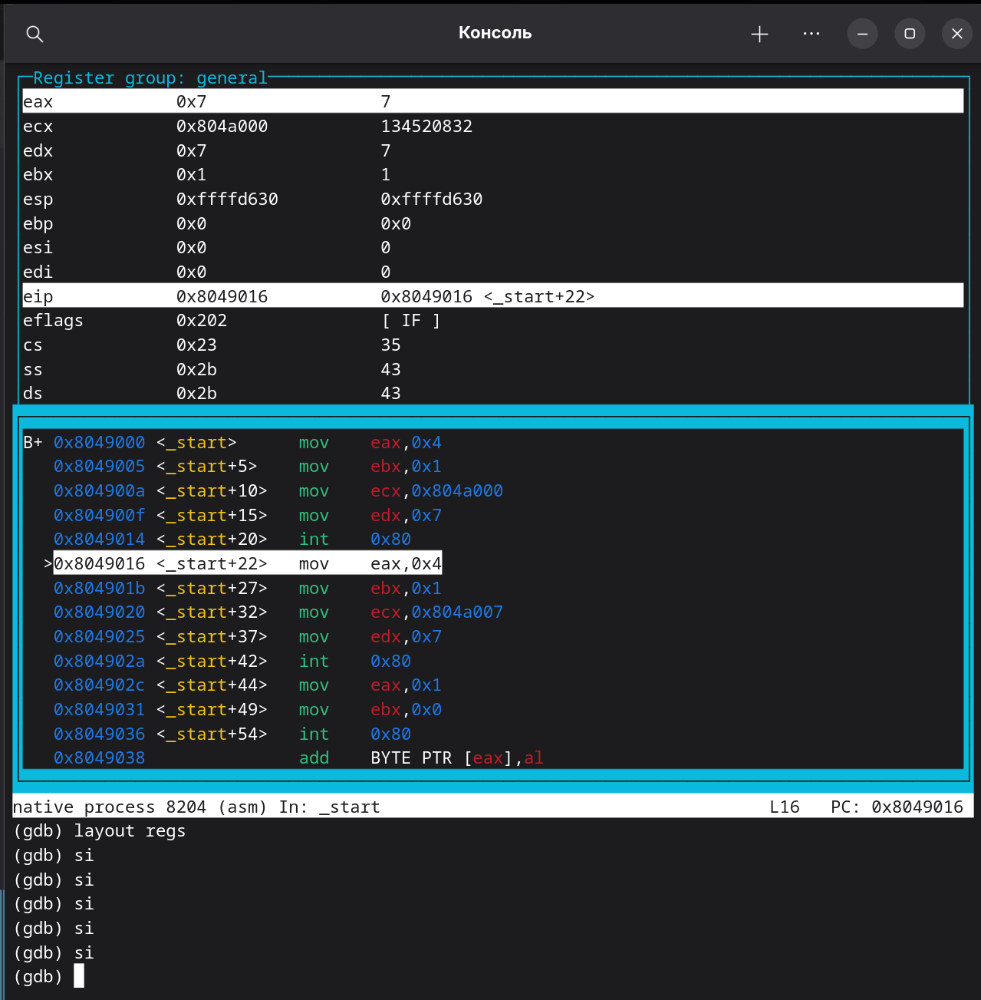 Консоль
Register group: general
eax 0x7 7
ecx 0x804a000 134520832
edx 0x7 7
ebx 0x1 1
esp 0xffffd630 0xffffd630
ebp 0x0 0x0
esi 0x0 0
edi 0x0 0
eip 0x8049016 0x8049016 <_start+22>
eflags 0x202 [ IF ]
cs 0x23 35
ss 0x2b 43
ds 0x2b 43
B+ 0x8049000 <_start> mov eax,0x4
0x8049005 <_start+5> mov ebx,0x1
0x804900a <_start+10> mov ecx,0x804a000
0x804900f <_start+15> mov edx,0x7
0x8049014 <_start+20> int 0x80
>0x8049016 <_start+22> mov eax,0x4
0x804901b <_start+27> mov ebx,0x1
0x8049020 <_start+32> mov ecx,0x804a007
0x8049025 <_start+37> mov edx,0x7
0x804902a <_start+42> int 0x80
0x804902c <_start+44> mov eax,0x1
0x8049031 <_start+49> mov ebx,0x0
0x8049036 <_start+54> int 0x80
0x8049038 add BYTE PTR [eax],al
native process 8204 (asm) In: _start L16 PC: 0x8049016
(gdb) layout regs
(gdb) si
(gdb) si
(gdb) si
(gdb) si
(gdb) si
(gdb)